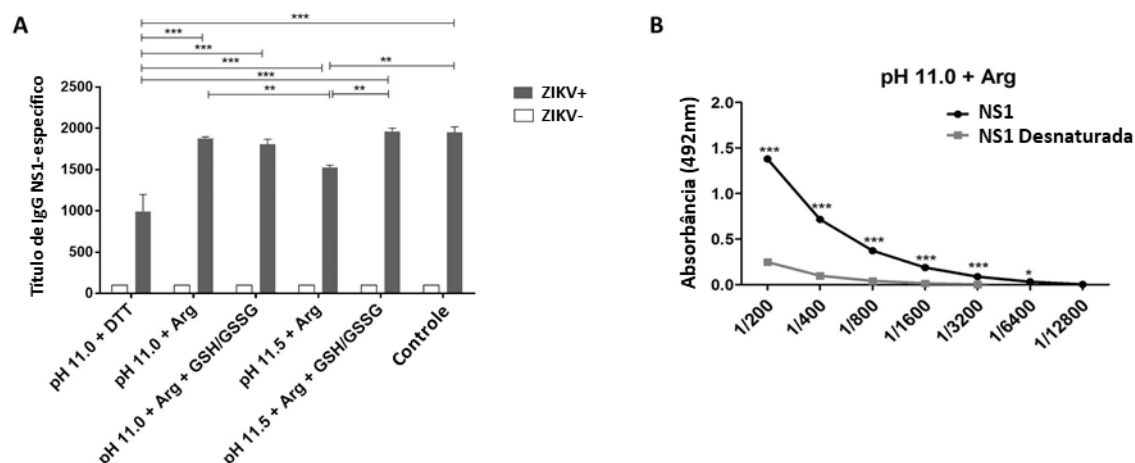 A
***
***
***
***
**
***
**
**
2500
2000
1500
1000
500
0
Título de IgG NS1-específico
ZIKV+
ZIKV-
pH 11.0 + DTT
pH 11.0 + Arg
pH 11.0 + Arg + GSH/GSSG
pH 11.5 + Arg
pH 11.5 + Arg + GSH/GSSG
Controle
B
pH 11.0 + Arg
2.0
1.5
1.0
0.5
0.0
Absorbância (492nm)
NS1
NS1 Desnaturada
***
***
***
***
***
*
1/200
1/400
1/800
1/1600
1/3200
1/6400
1/12800